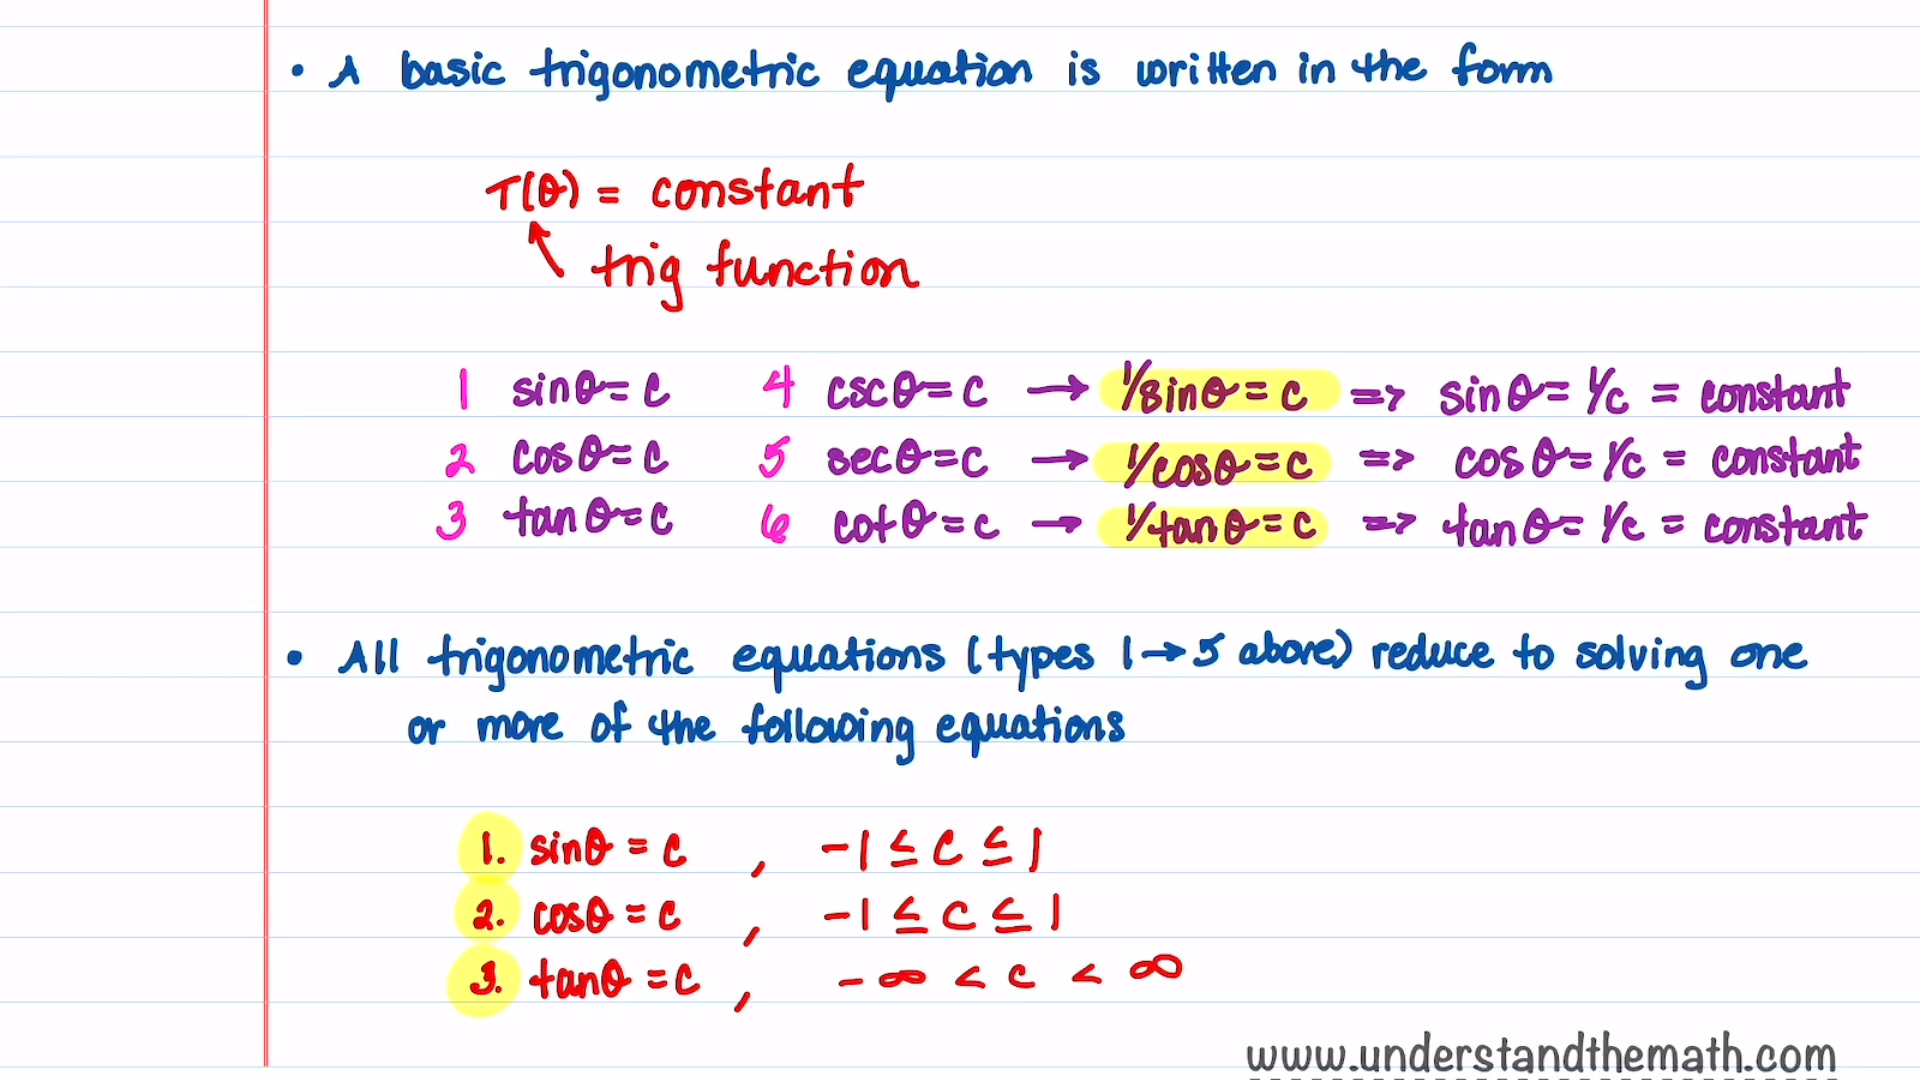 • A basic trigonometric equation is written in the form
T(θ) = constant
trig function
1 sinθ = c 4 cscθ = c → 1/sinθ = c => sinθ = 1/c = constant
2 cosθ = c 5 secθ = c → 1/cosθ = c => cosθ = 1/c = constant
3 tanθ = c 6 cotθ = c → 1/tanθ = c => tanθ = 1/c = constant
• All trigonometric equations (types 1→5 above) reduce to solving one
or more of the following equations
1. sinθ = c , -1 ≤ c ≤ 1
2. cosθ = c , -1 ≤ c ≤ 1
3. tanθ = c , -∞ < c < ∞
www.understandthemath.com